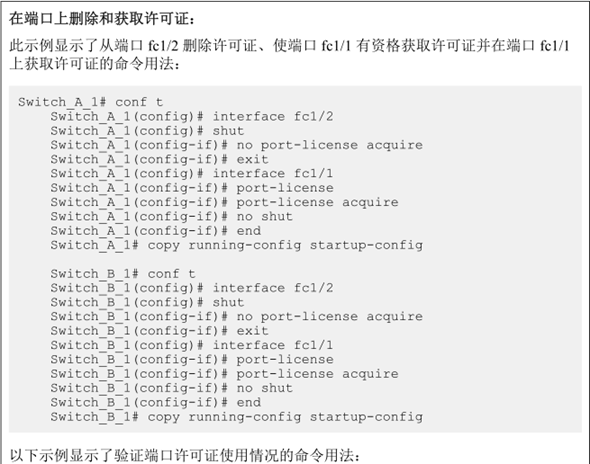 在端口上删除和获取许可证：
此示例显示了从端口 fc1/2 删除许可证、使端口 fc1/1 有资格获取许可证并在端口 fc1/1
上获取许可证的命令用法：
Switch_A_1# conf t
Switch_A_1(config)# interface fc1/2
Switch_A_1(config)# shut
Switch_A_1(config-if)# no port-license acquire
Switch_A_1(config-if)# exit
Switch_A_1(config)# interface fc1/1
Switch_A_1(config-if)# port-license
Switch_A_1(config-if)# port-license acquire
Switch_A_1(config-if)# no shut
Switch_A_1(config-if)# end
Switch_A_1# copy running-config startup-config
Switch_B_1# conf t
Switch_B_1(config)# interface fc1/2
Switch_B_1(config)# shut
Switch_B_1(config-if)# no port-license acquire
Switch_B_1(config-if)# exit
Switch_B_1(config)# interface fc1/1
Switch_B_1(config-if)# port-license
Switch_B_1(config-if)# port-license acquire
Switch_B_1(config-if)# no shut
Switch_B_1(config-if)# end
Switch_B_1# copy running-config startup-config
以下示例显示了验证端口许可证使用情况的命令用法：